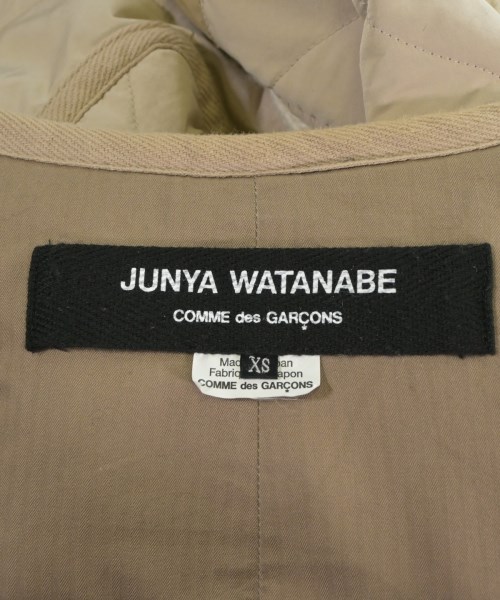 JUNYA WATANABE
COMME des GARÇONS
XS
COMME des GARÇONS